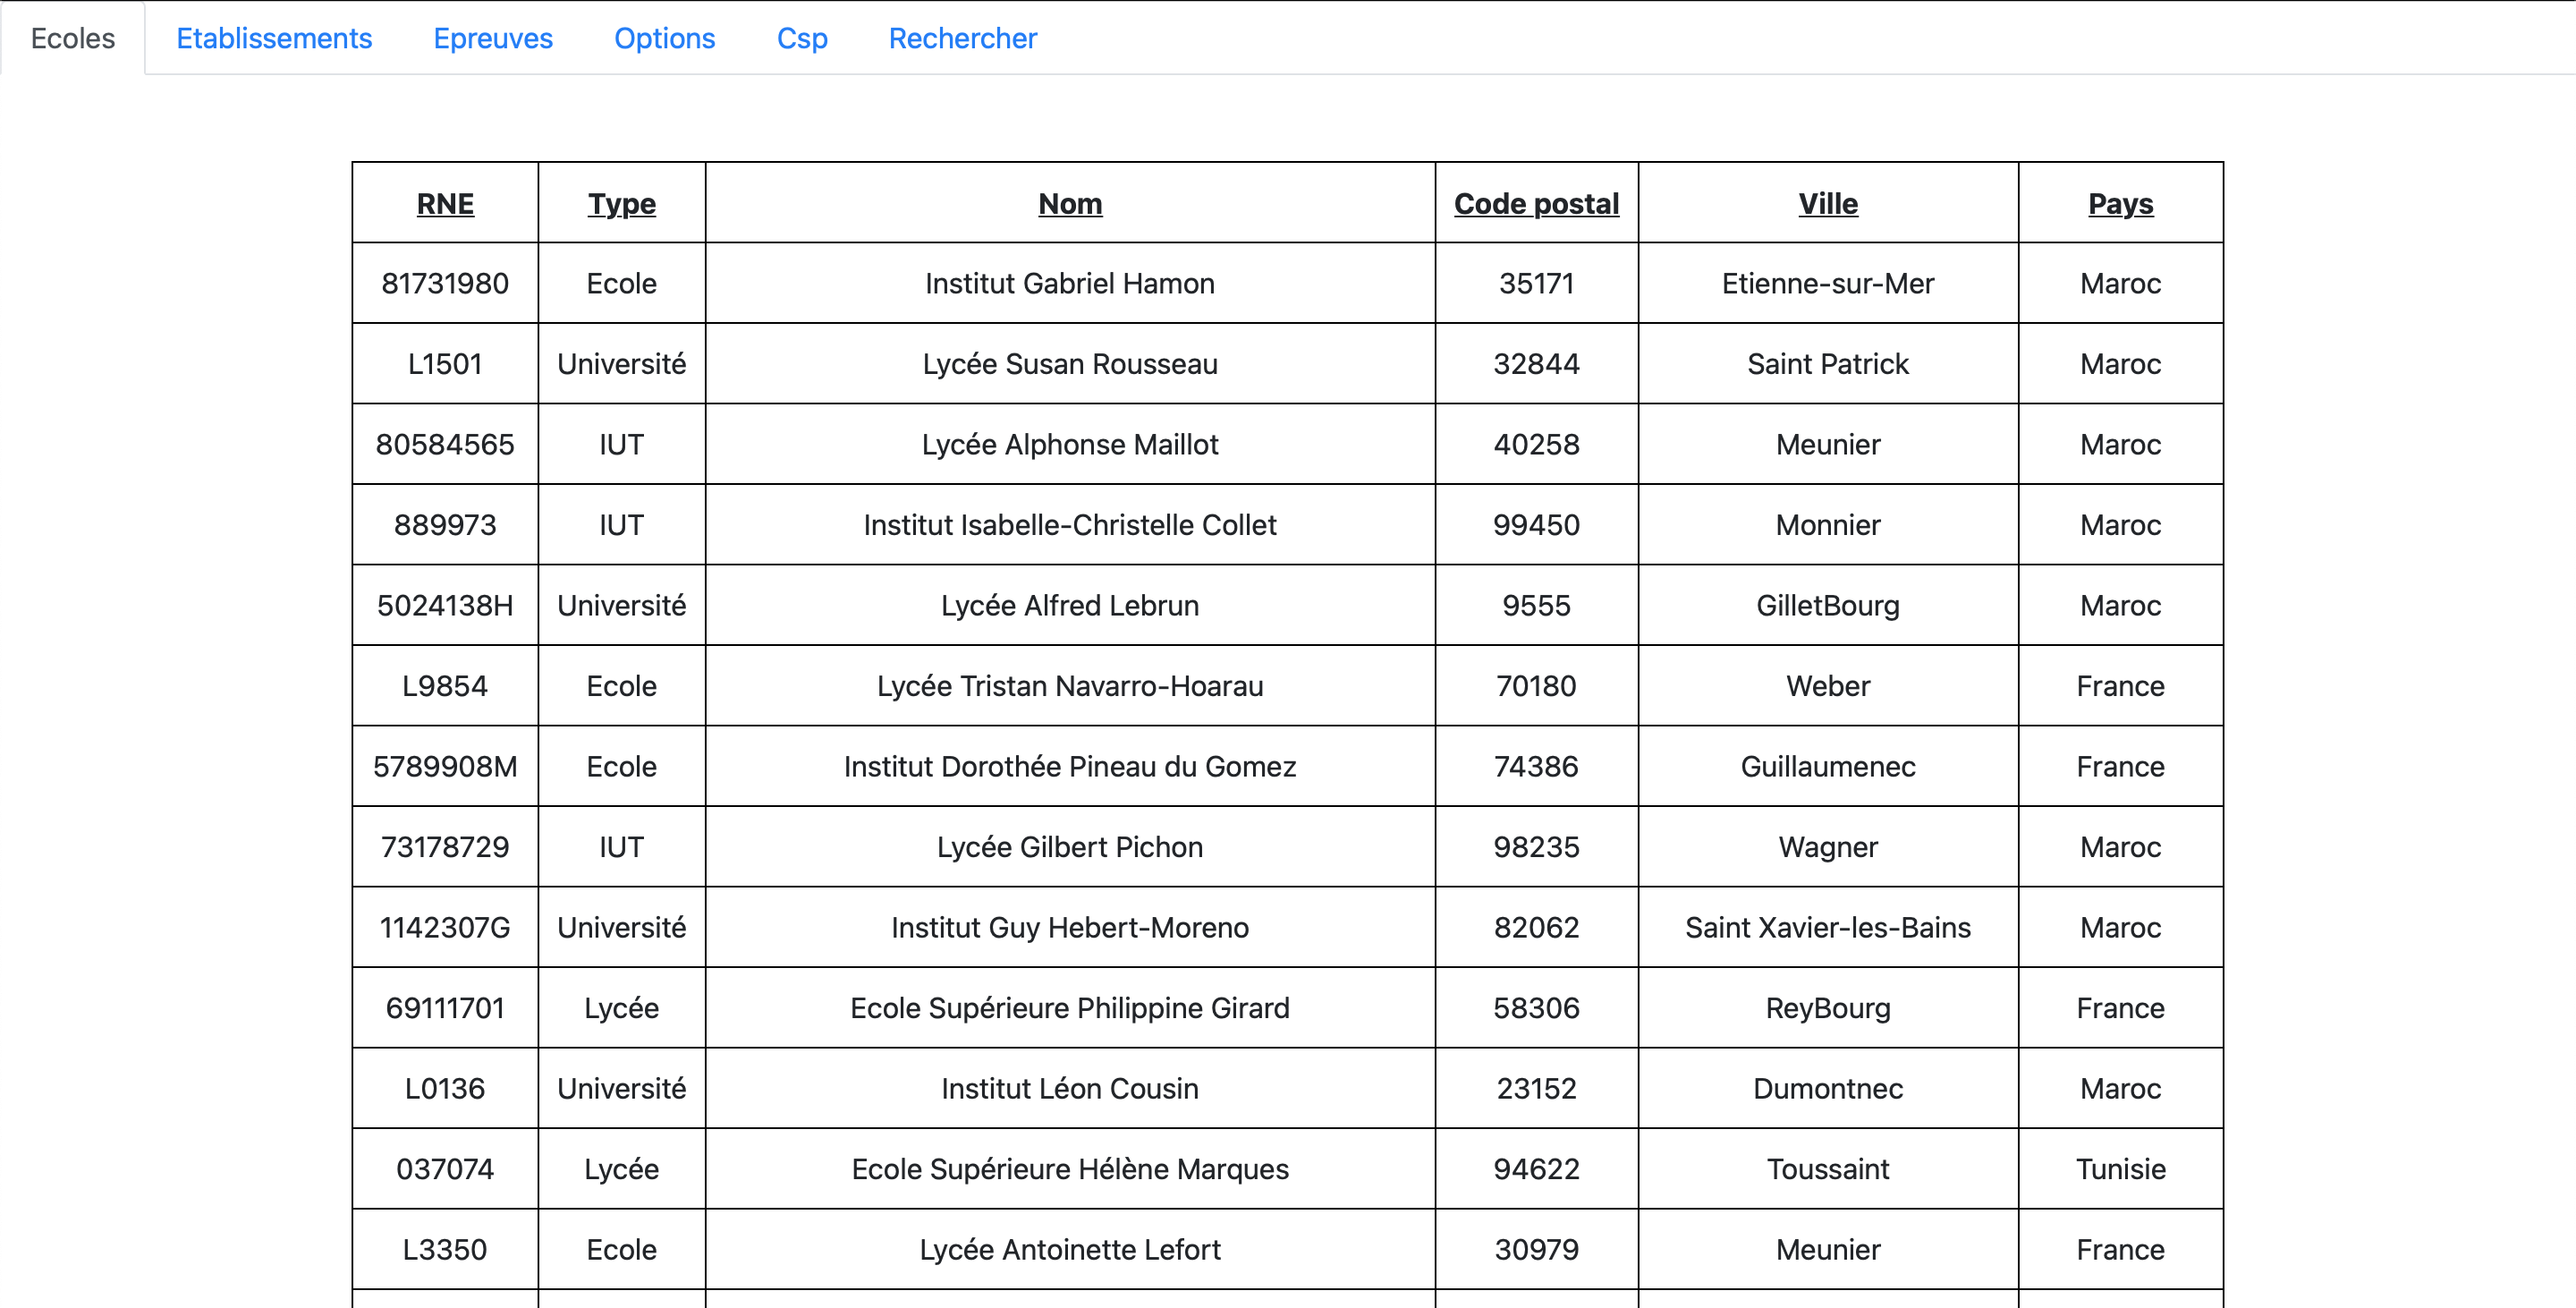 Ecoles Etablissements Epreuves Options Csp Rechercher
RNE Type Nom Code postal Ville Pays
81731980 Ecole Institut Gabriel Hamon 35171 Etienne-sur-Mer Maroc
L1501 Université Lycée Susan Rousseau 32844 Saint Patrick Maroc
80584565 IUT Lycée Alphonse Maillot 40258 Meunier Maroc
889973 IUT Institut Isabelle-Christelle Collet 99450 Monnier Maroc
5024138H Université Lycée Alfred Lebrun 9555 GilletBourg Maroc
L9854 Ecole Lycée Tristan Navarro-Hoarau 70180 Weber France
5789908M Ecole Institut Dorothée Pineau du Gomez 74386 Guillaumenec France
73178729 IUT Lycée Gilbert Pichon 98235 Wagner Maroc
1142307G Université Institut Guy Hebert-Moreno 82062 Saint Xavier-les-Bains Maroc
69111701 Lycée Ecole Supérieure Philippine Girard 58306 ReyBourg France
L0136 Université Institut Léon Cousin 23152 Dumontnec Maroc
037074 Lycée Ecole Supérieure Hélène Marques 94622 Toussaint Tunisie
L3350 Ecole Lycée Antoinette Lefort 30979 Meunier France